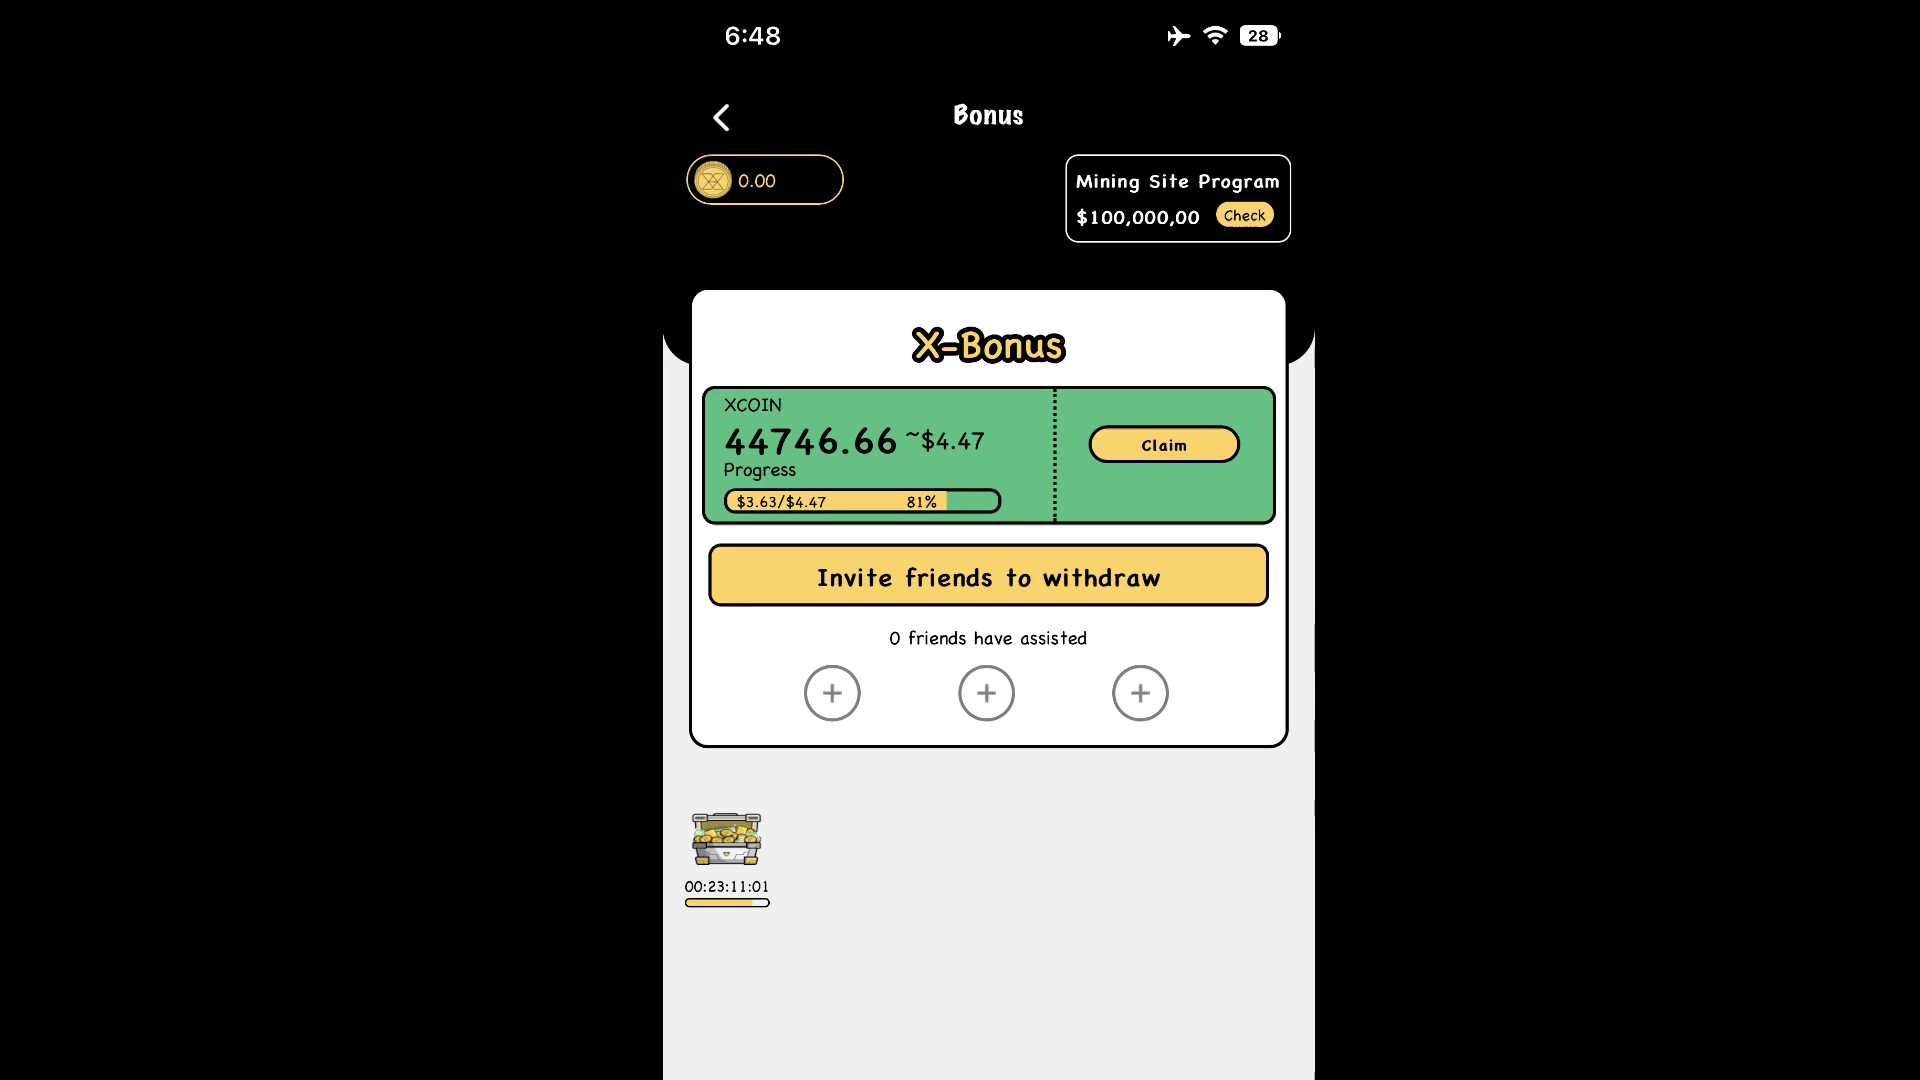 6:48
28
Bonus
0.00
Mining Site Program
$100,000,00 Check
X-Bonus
XCOIN
44746.66 ~$4.47
Claim
Progress
$3.63/$4.47 81%
Invite friends to withdraw
0 friends have assisted
00:23:11:01